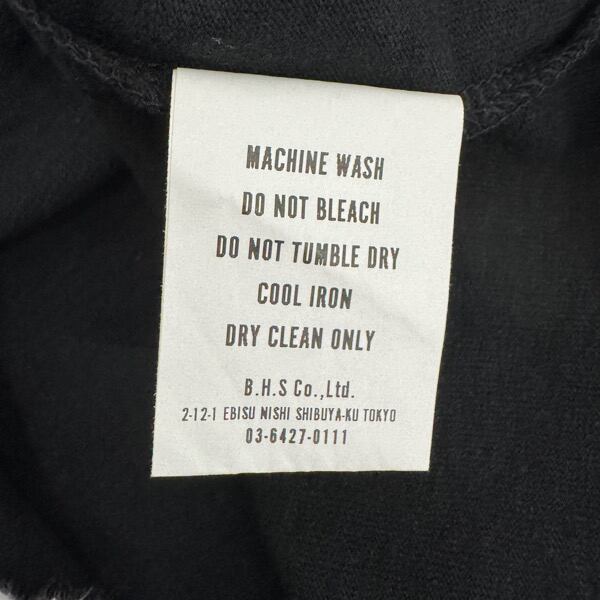 MACHINE WASH
DO NOT BLEACH
DO NOT TUMBLE DRY
COOL IRON
DRY CLEAN ONLY
B.H.S Co.,Ltd.
2-12-1 EBISU NISHI SHIBUYA-KU TOKYO
03-6427-0111